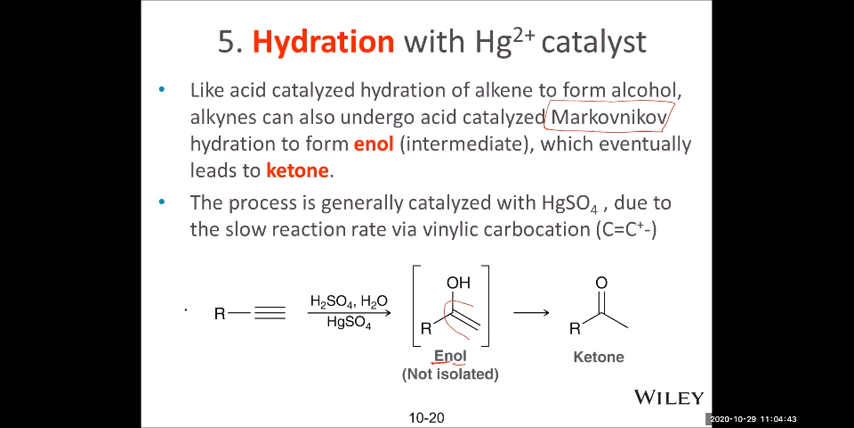 5. Hydration with Hg2+ catalyst
• Like acid catalyzed hydration of alkene to form alcohol,
alkynes can also undergo acid catalyzed Markovnikov
hydration to form enol (intermediate), which eventually
leads to ketone.
• The process is generally catalyzed with HgSO4 , due to
the slow reaction rate via vinylic carbocation (C=C+-)
OH
O
H2SO4, H2O
R
HgSO4
R
R
Enol
Ketone
(Not isolated)
WILEY
10-20
2020-10-29 11:04:43